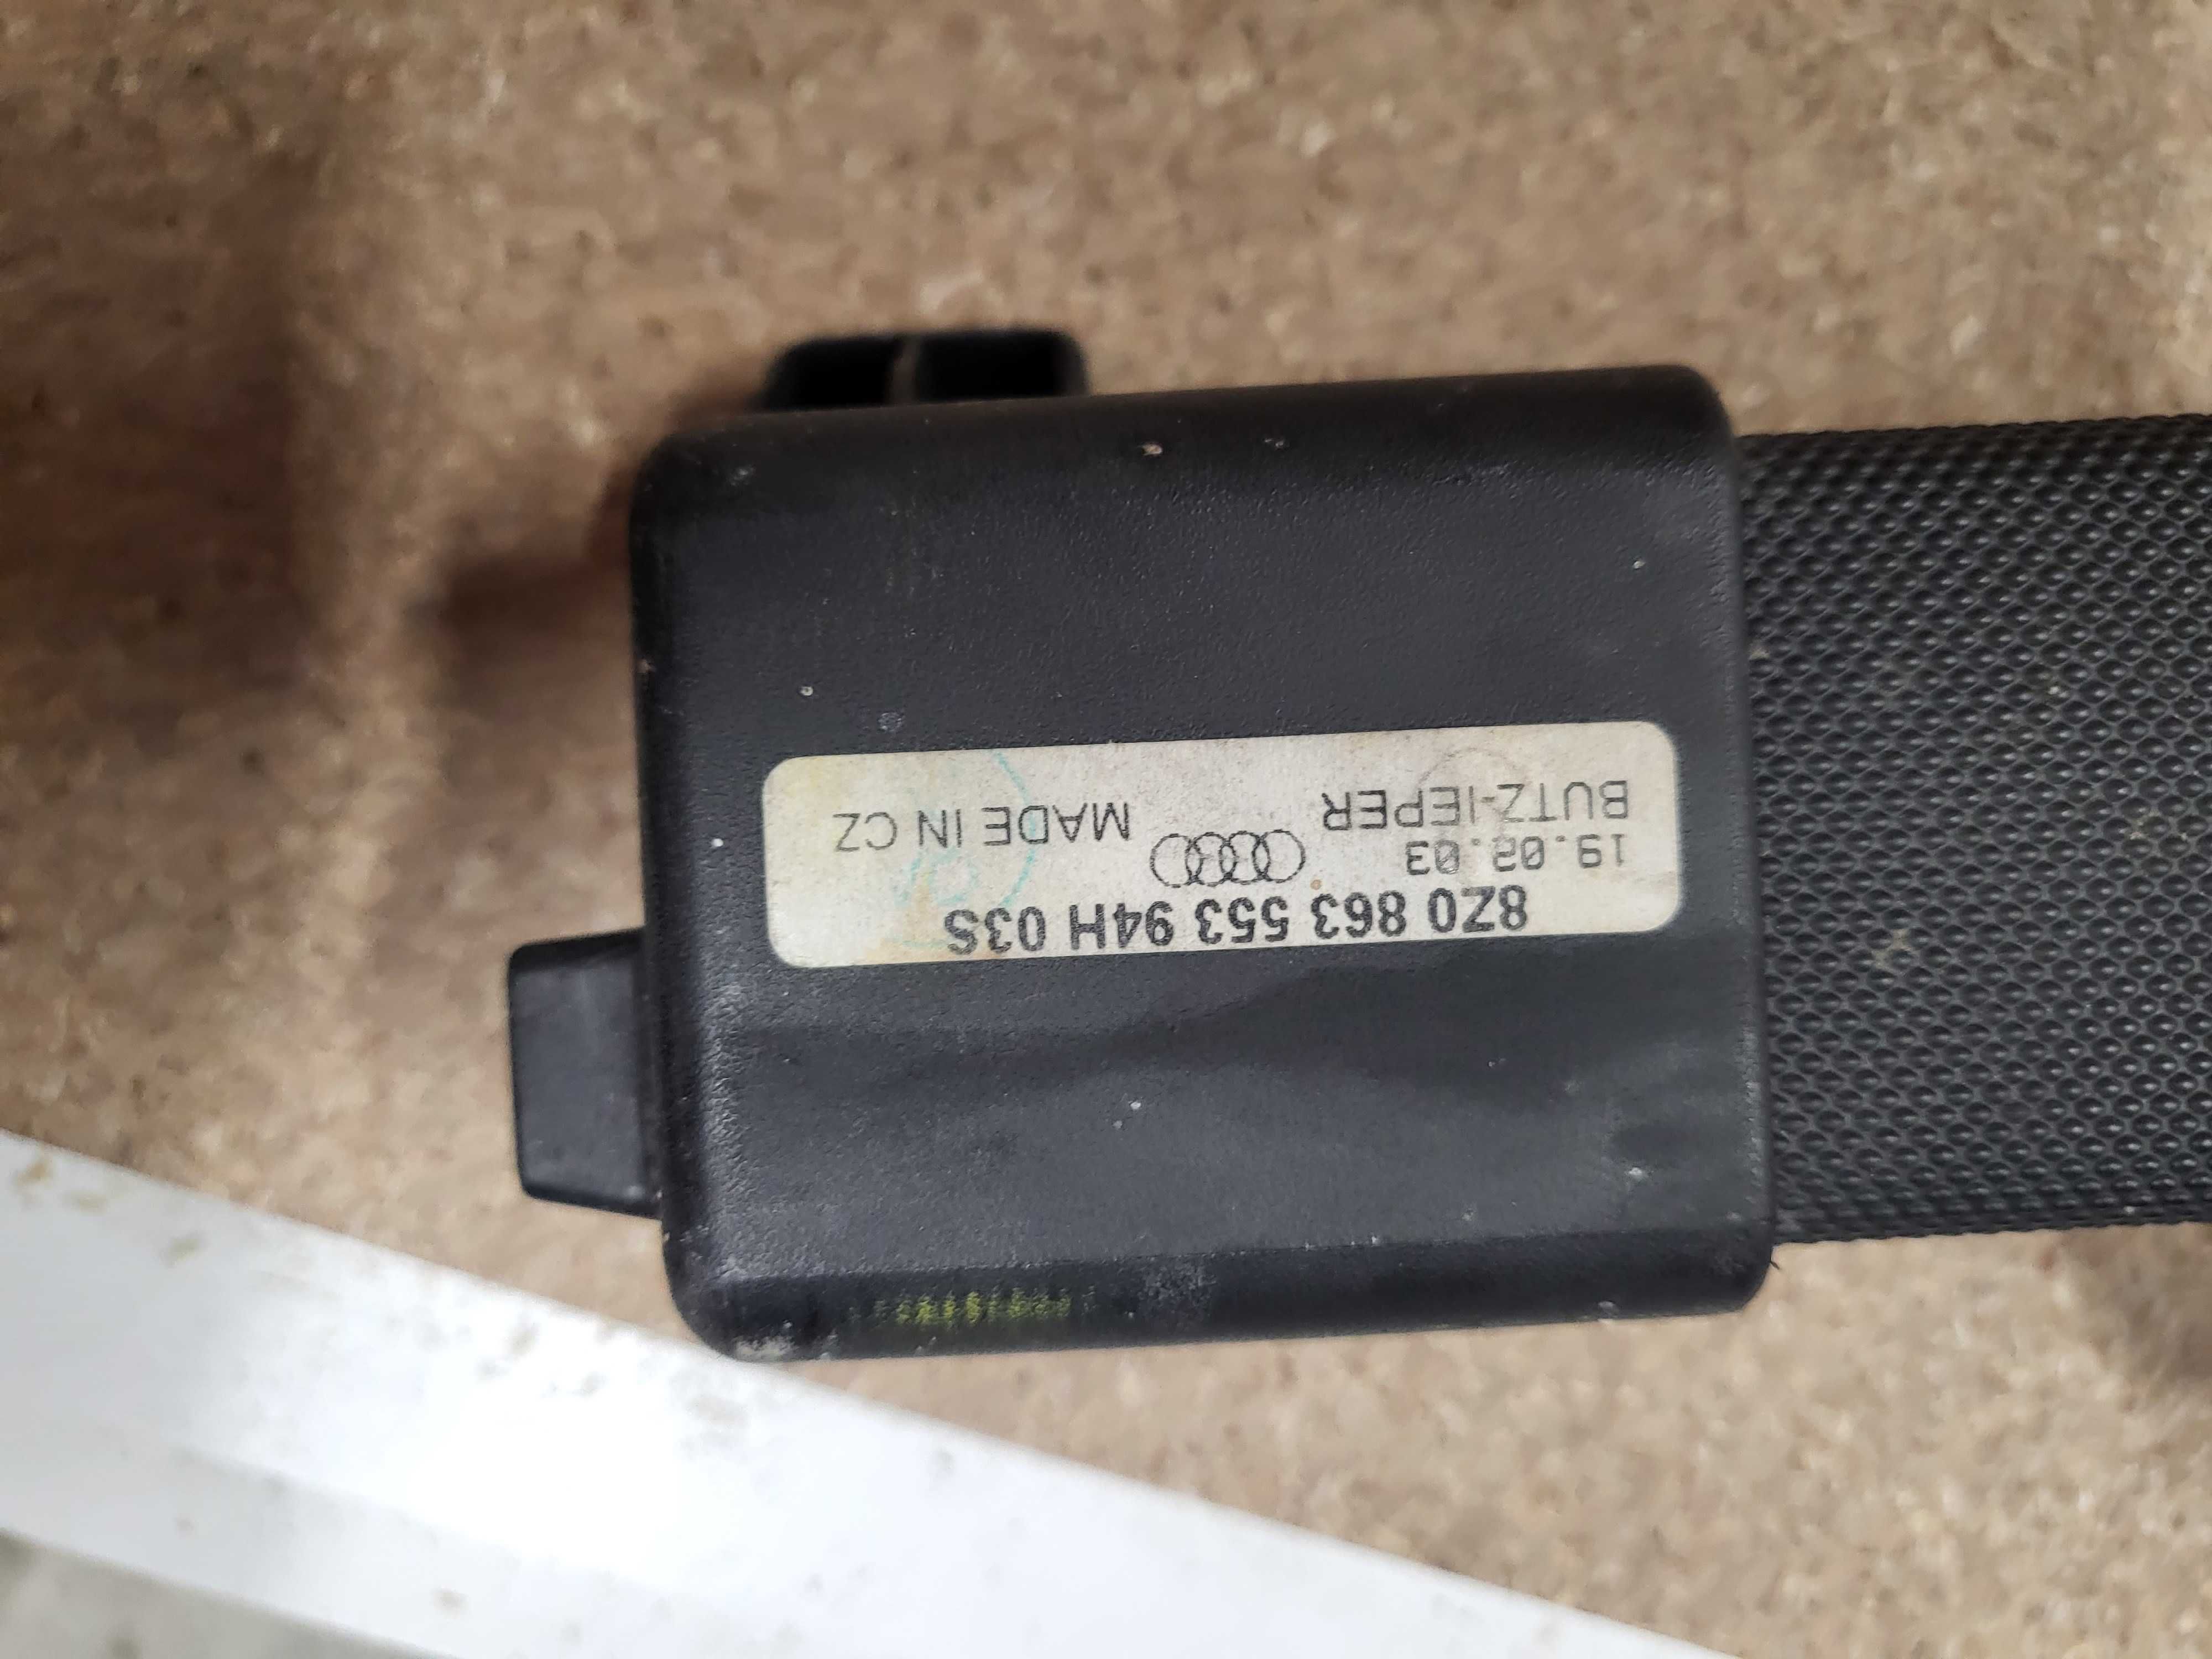 8Z0 863 553 94H 03S
19.02.03
BUTZ-IEPER MADE IN CZ